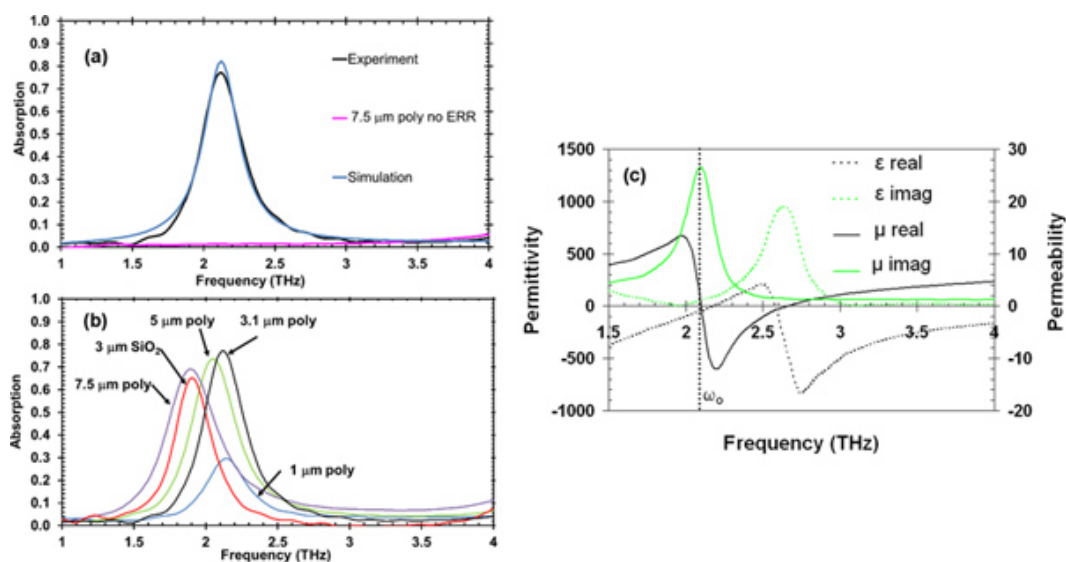 (a)
Absorption
1.0
0.9
0.8
0.7
0.6
0.5
0.4
0.3
0.2
0.1
0.0
Experiment
7.5 μm poly no ERR
Simulation
1 1.5 2 2.5 3 3.5 4
Frequency (THz)
(b)
Absorption
1.0
0.9
0.8
0.7
0.6
0.5
0.4
0.3
0.2
0.1
0.0
5 μm poly
3.1 μm poly
3 μm SiO₂
7.5 μm poly
1 μm poly
1 1.5 2 2.5 3 3.5 4
Frequency (THz)
(c)
Permittivity
1500
1000
500
0
-500
-1000
ε real
ε imag
μ real
μ imag
30
20
10
0
-10
-20
Permeability
1.5 2.0 2.5 3.0 3.5 4
ω₀
Frequency (THz)